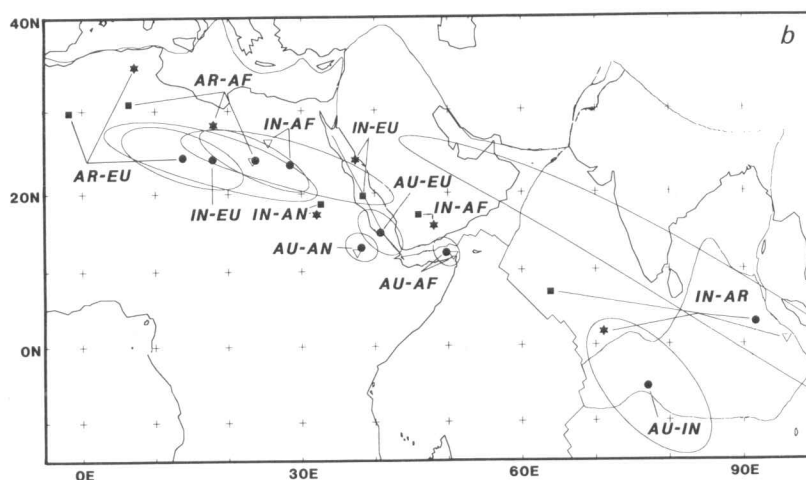 40N
b
AR-AF
IN-AF
IN-EU
AR-EU
AU-EU
20N
IN-EU
IN-AN
IN-AF
AU-AN
AU-AF
IN-AR
0N
AU-IN
0E
30E
60E
90E